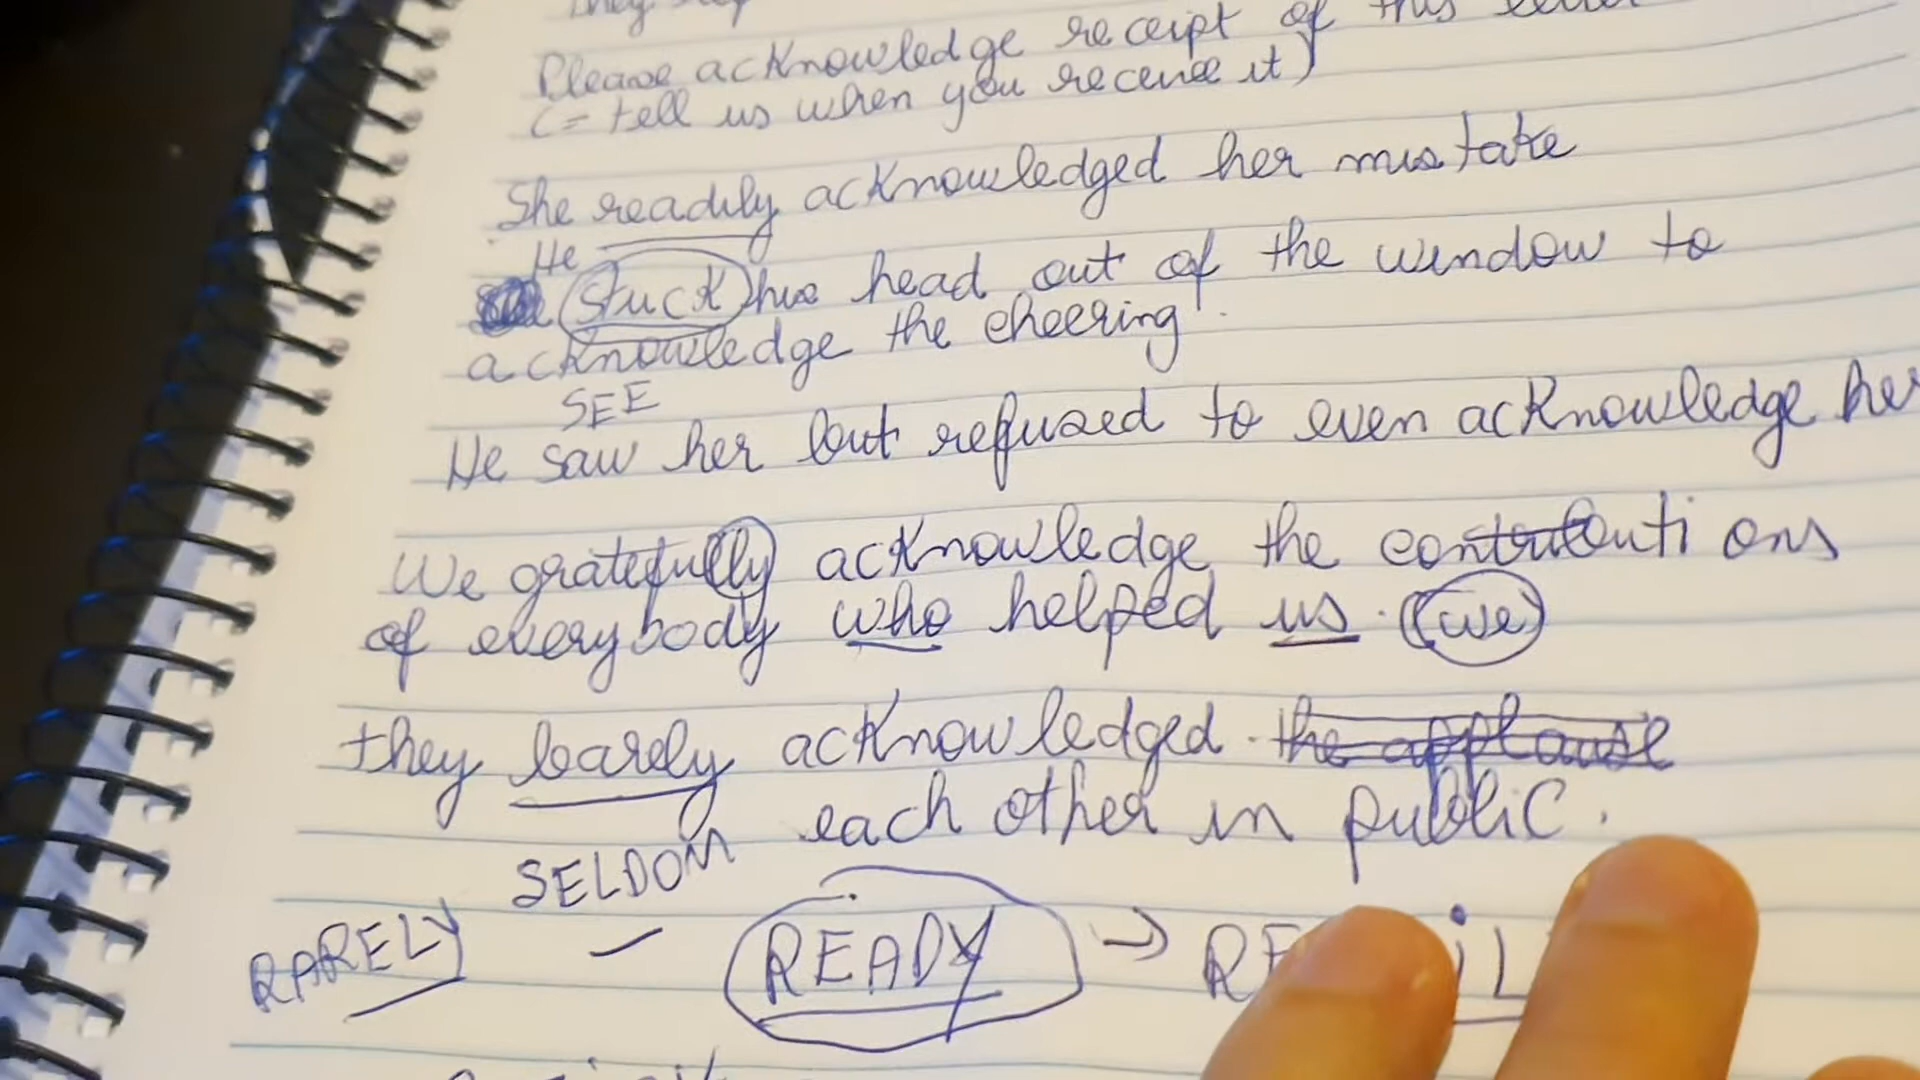 They
Please acknowledge receipt of this letter
(= tell us when you receive it)
She readily acknowledged her mistake
He
stuck his head out of the window to
acknowledge the cheering.
SEE
He saw her but refused to even acknowledge her
We gratefully acknowledge the contributions
of everybody who helped us. (we)
they barely acknowledged the applause
each other in public.
SELDOM
RARELY - READY →